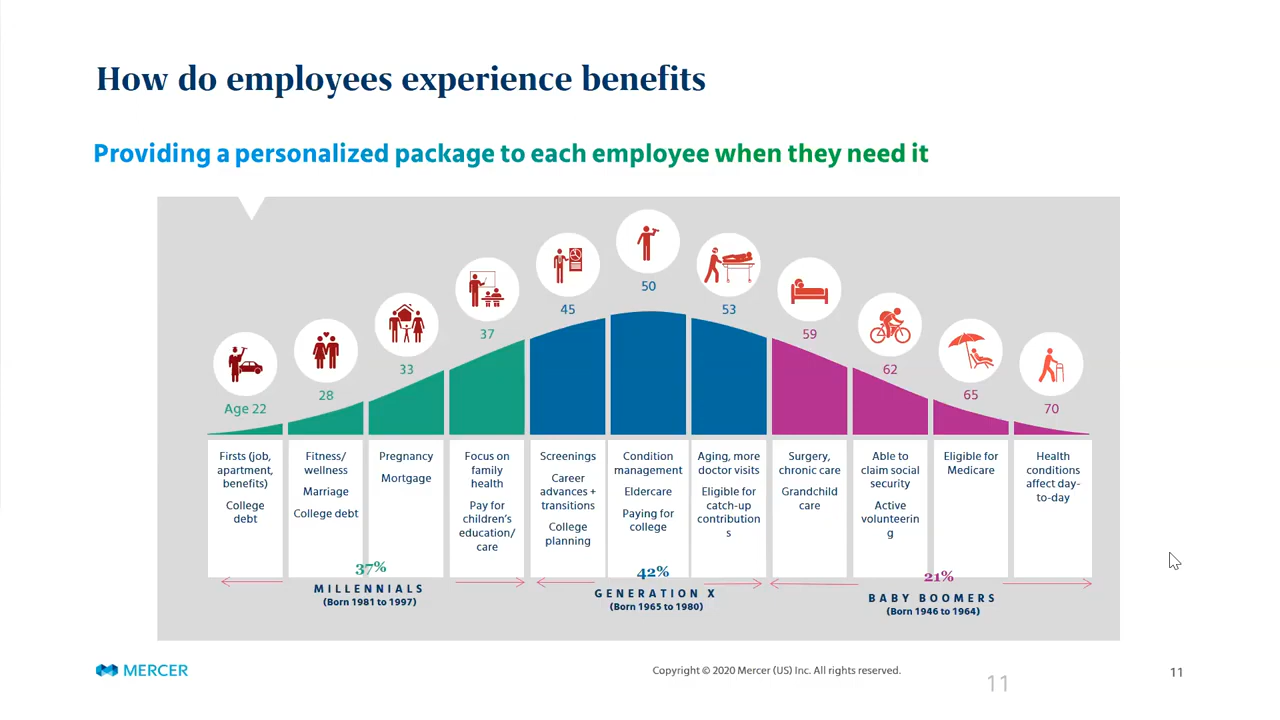 How do employees experience benefits
Providing a personalized package to each employee when they need it
Age 22
28
33
37
45
50
53
59
62
65
70
Firsts (job,
apartment,
benefits)
College
debt
Fitness/
wellness
Marriage
College debt
Pregnancy
Mortgage
Focus on
family
health
Pay for
children's
education/
care
Screenings
Career
advances +
transitions
College
planning
Condition
management
Eldercare
Paying for
college
Aging, more
doctor visits
Eligible for
catch-up
contribution
s
Surgery,
chronic care
Grandchild
care
Able to
claim social
security
Active
volunteerin
g
Eligible for
Medicare
Health
conditions
affect day-
to-day
37%
MILLENNIALS
(Born 1981 to 1997)
42%
GENERATION X
(Born 1965 to 1980)
21%
BABY BOOMERS
(Born 1946 to 1964)
MERCER
Copyright © 2020 Mercer (US) Inc. All rights reserved.
11
11